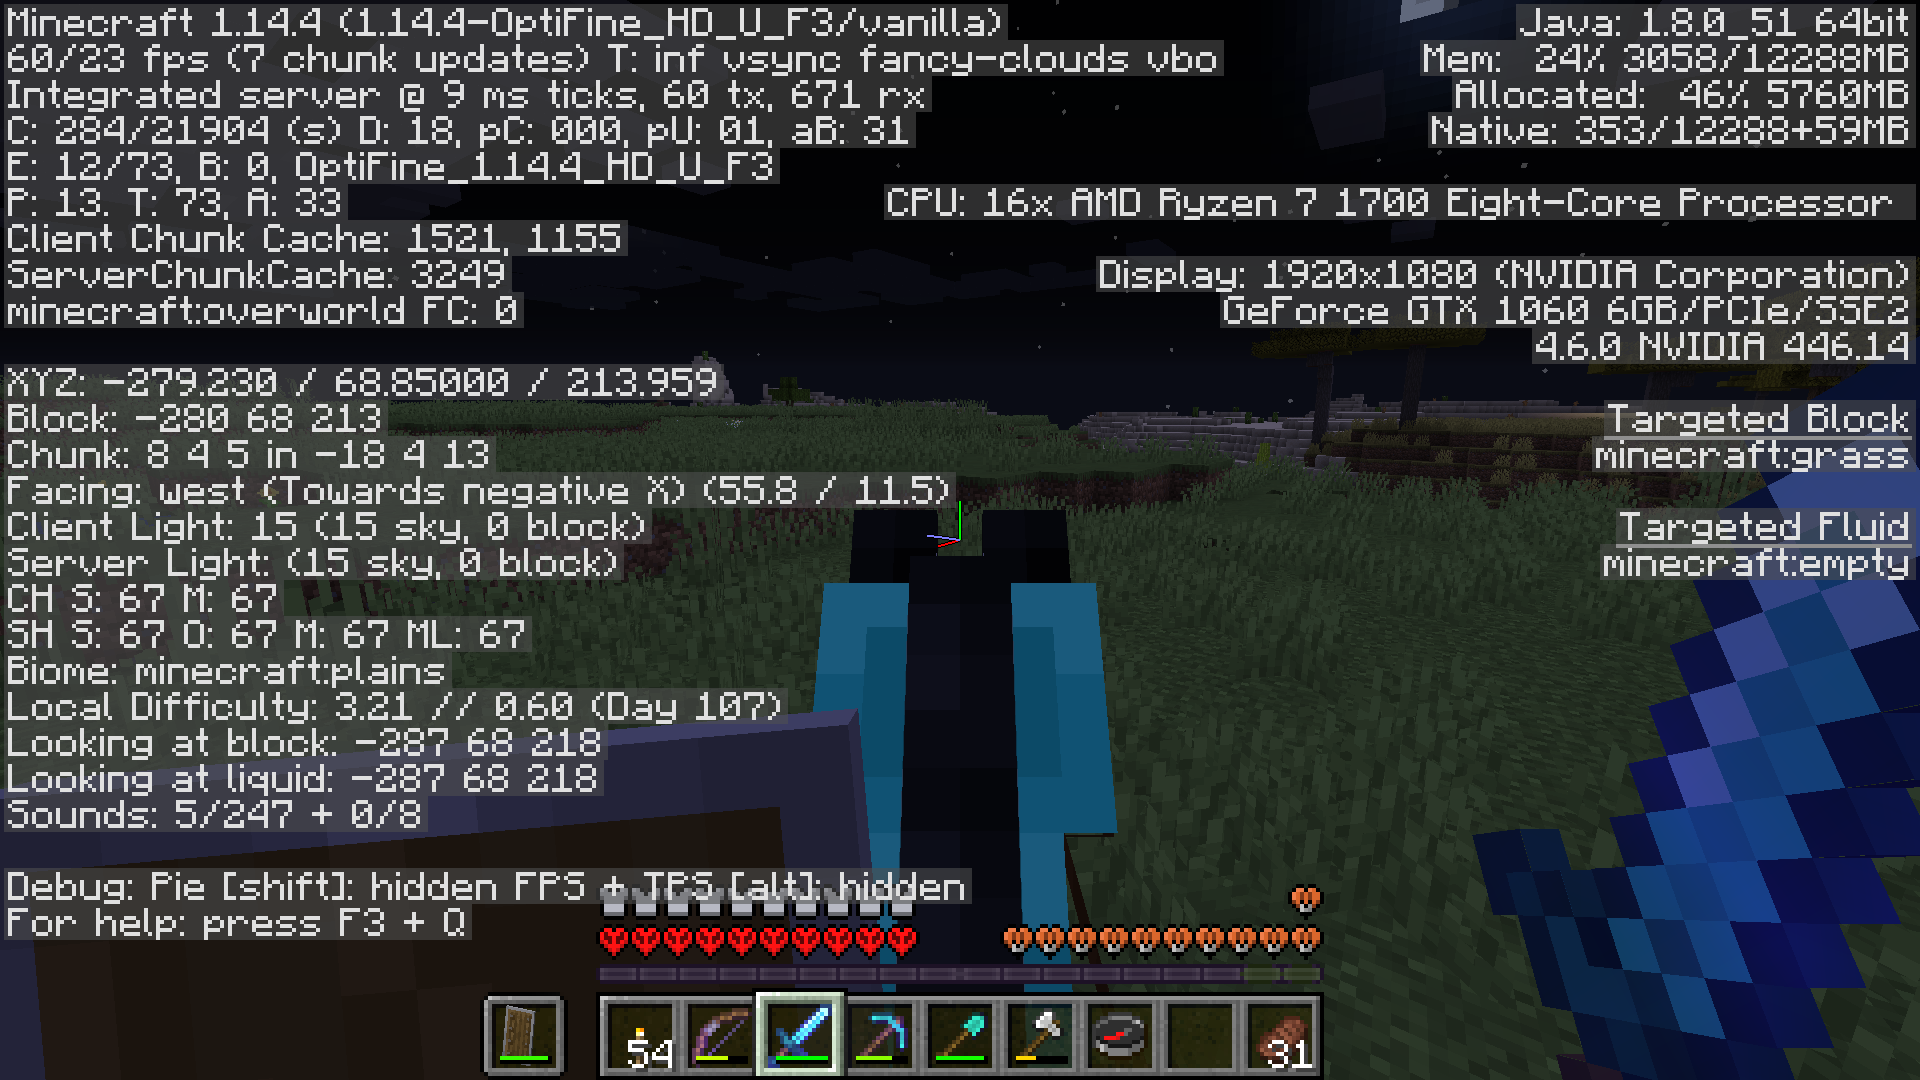 Minecraft 1.14.4 (1.14.4-OptiFine_HD_U_F3/vanilla)
60/23 fps (7 chunk updates) T: inf vsync fancy-clouds vbo
Integrated server @ 9 ms ticks, 60 tx, 671 rx
C: 284/21904 (s) D: 18, pC: 000, pU: 01, aB: 31
E: 12/73, B: 0, OptiFine_1.14.4_HD_U_F3
P: 13. T: 73, A: 33
Client Chunk Cache: 1521, 1155
ServerChunkCache: 3249
minecraft:overworld FC: 0
XYZ: -279.230 / 68.85000 / 213.959
Block: -280 68 213
Chunk: 8 4 5 in -18 4 13
Facing: west (Towards negative X) (55.8 / 11.5)
Client Light: 15 (15 sky, 0 block)
Server Light: (15 sky, 0 block)
CH S: 67 M: 67
SH S: 67 O: 67 M: 67 ML: 67
Biome: minecraft:plains
Local Difficulty: 3.21 // 0.60 (Day 107)
Looking at block: -287 68 218
Looking at liquid: -287 68 218
Sounds: 5/247 + 0/8
Debug: Pie [shift]: hidden FPS + TPS [alt]: hidden
For help: press F3 + Q
Java: 1.8.0_51 64bit
Mem: 24% 3058/12288MB
Allocated: 46% 5760MB
Native: 353/12288+59MB
CPU: 16x AMD Ryzen 7 1700 Eight-Core Processor
Display: 1920x1080 (NVIDIA Corporation)
GeForce GTX 1060 6GB/PCIe/SSE2
4.6.0 NVIDIA 446.14
Targeted Block
minecraft:grass
Targeted Fluid
minecraft:empty
54
31